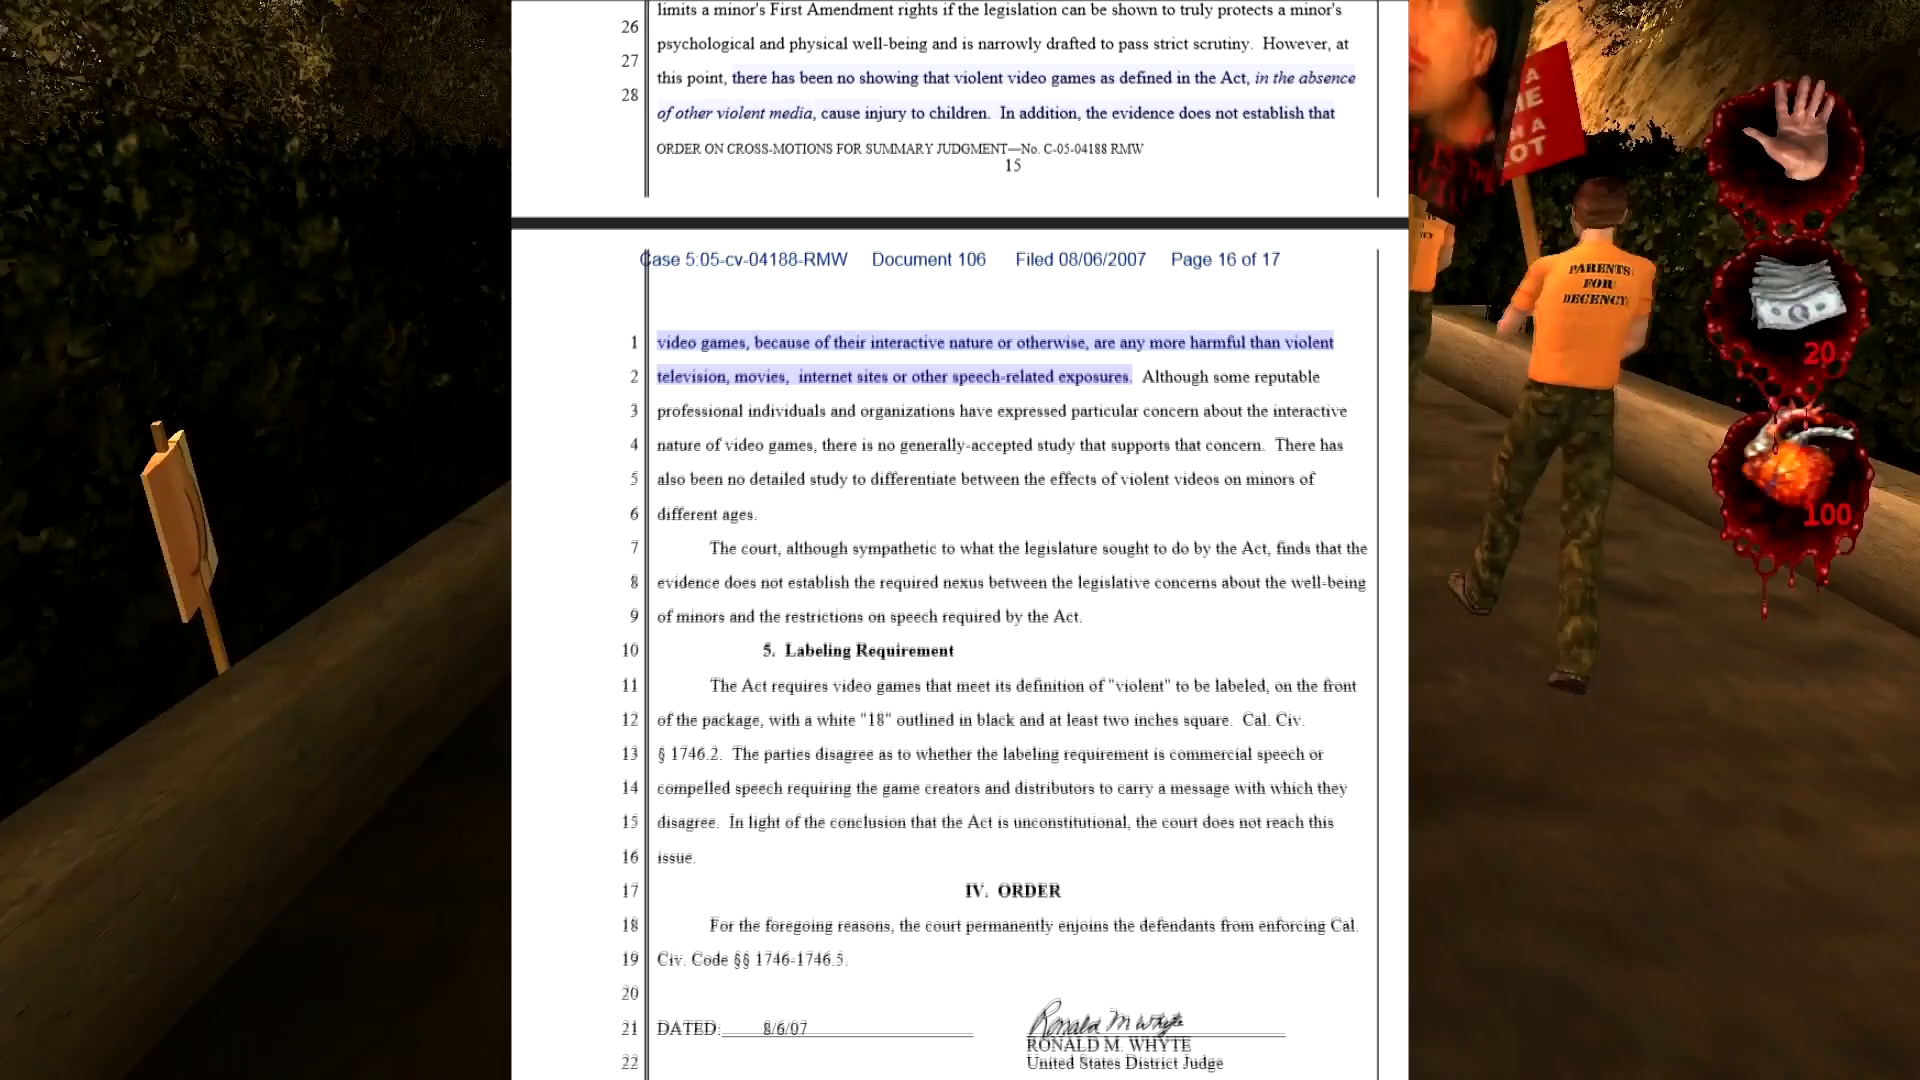 limits a minor's First Amendment rights if the legislation can be shown to truly protects a minor's
26
psychological and physical well-being and is narrowly drafted to pass strict scrutiny. However, at
27
this point, there has been no showing that violent video games as defined in the Act, in the absence
28
of other violent media, cause injury to children. In addition, the evidence does not establish that
ORDER ON CROSS-MOTIONS FOR SUMMARY JUDGMENT—No. C-05-04188 RMW
15
Case 5:05-cv-04188-RMW Document 106 Filed 08/06/2007 Page 16 of 17
1 video games, because of their interactive nature or otherwise, are any more harmful than violent
2 television, movies, internet sites or other speech-related exposures. Although some reputable
3 professional individuals and organizations have expressed particular concern about the interactive
4 nature of video games, there is no generally-accepted study that supports that concern. There has
5 also been no detailed study to differentiate between the effects of violent videos on minors of
6 different ages.
7 The court, although sympathetic to what the legislature sought to do by the Act, finds that the
8 evidence does not establish the required nexus between the legislative concerns about the well-being
9 of minors and the restrictions on speech required by the Act.
10 5. Labeling Requirement
11 The Act requires video games that meet its definition of "violent" to be labeled, on the front
12 of the package, with a white "18" outlined in black and at least two inches square. Cal. Civ.
13 § 1746.2. The parties disagree as to whether the labeling requirement is commercial speech or
14 compelled speech requiring the game creators and distributors to carry a message with which they
15 disagree. In light of the conclusion that the Act is unconstitutional, the court does not reach this
16 issue.
17 IV. ORDER
18 For the foregoing reasons, the court permanently enjoins the defendants from enforcing Cal.
19 Civ. Code §§ 1746-1746.5.
20
21 DATED: 8/6/07 Ronald M Whyte
RONALD M. WHYTE
22 United States District Judge
A
OT
PARENTS
FOR
DECENCY
20
100